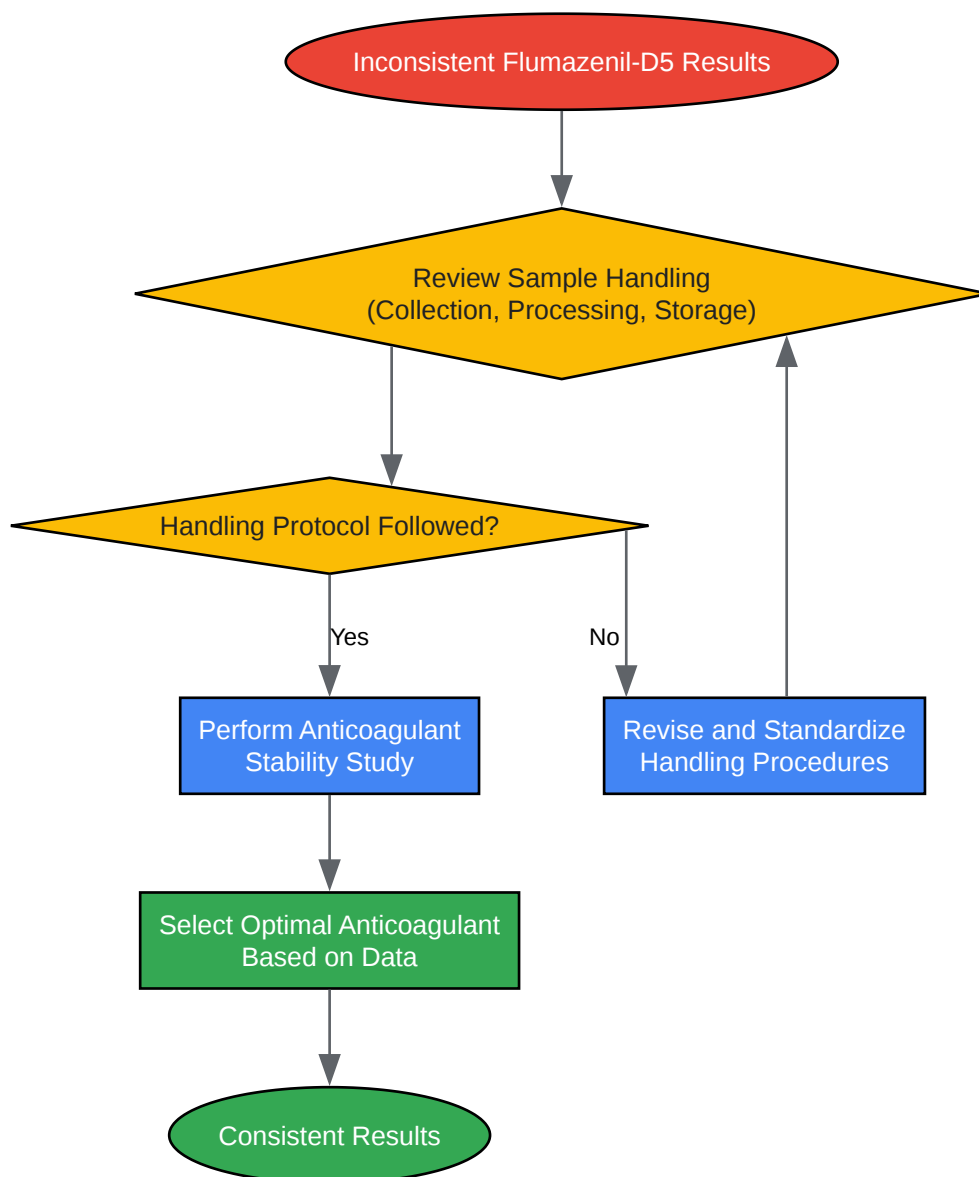 Inconsistent Flumazenil-D5 Results
Review Sample Handling
(Collection, Processing, Storage)
Handling Protocol Followed?
Yes
No
Perform Anticoagulant
Stability Study
Revise and Standardize
Handling Procedures
Select Optimal Anticoagulant
Based on Data
Consistent Results